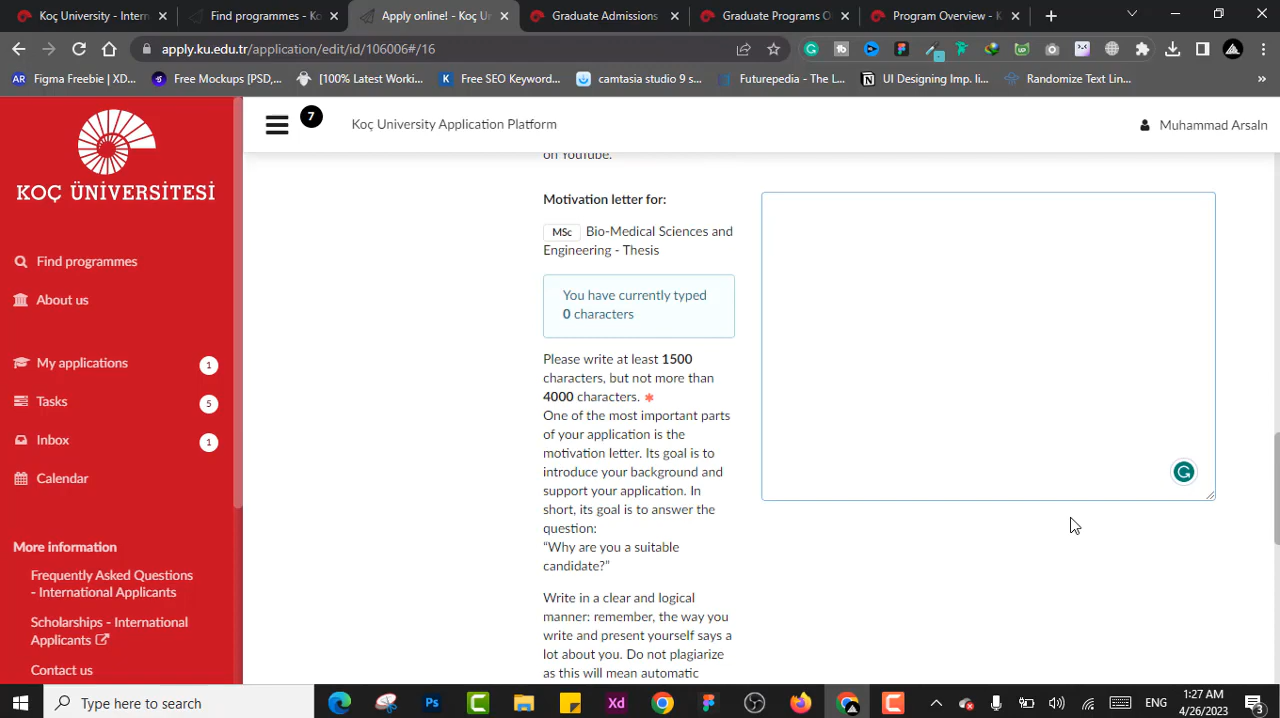 Koç University - Intern
Find programmes - Ko
Apply online! - Koç Ur
Graduate Admissions
Graduate Programs O
Program Overview - K
apply.ku.edu.tr/application/edit/id/106006#/16
Figma Freebie | XD...
Free Mockups [PSD,...
[100% Latest Worki...
Free SEO Keyword...
camtasia studio 9 s...
Futurepedia - The L...
UI Designing Imp. li...
Randomize Text Lin...
KOÇ ÜNİVERSİTESİ
7
Koç University Application Platform
Muhammad Arsaln
Find programmes
About us
My applications 1
Tasks 5
Inbox 1
Calendar
More information
Frequently Asked Questions
- International Applicants
Scholarships - International
Applicants
Contact us
on YouTube.
Motivation letter for:
MSc Bio-Medical Sciences and
Engineering - Thesis
You have currently typed
0 characters
Please write at least 1500
characters, but not more than
4000 characters. *
One of the most important parts
of your application is the
motivation letter. Its goal is to
introduce your background and
support your application. In
short, its goal is to answer the
question:
“Why are you a suitable
candidate?”
Write in a clear and logical
manner: remember, the way you
write and present yourself says a
lot about you. Do not plagiarize
as this will mean automatic
Type here to search
ENG
1:27 AM
4/26/2023
3